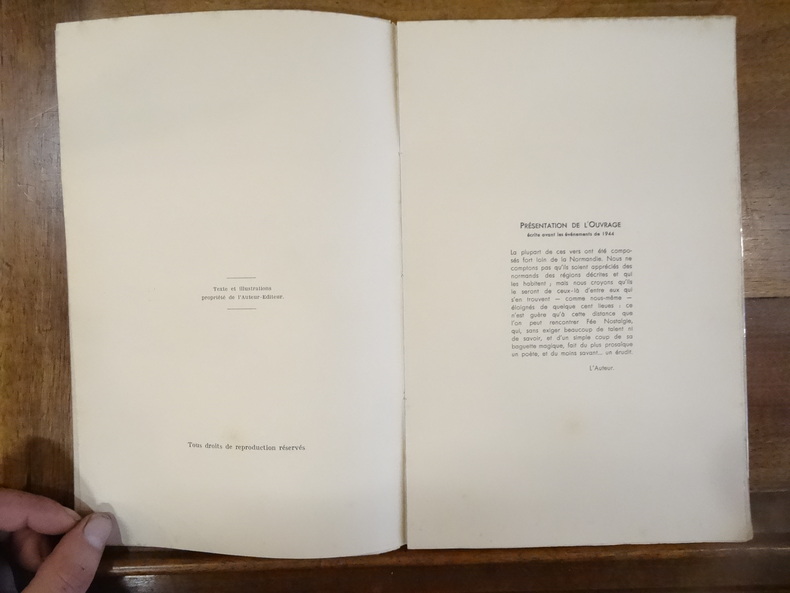 Texte et Illustrations
propriété de l'Auteur-Editeur.
Tous droits de reproduction réservés
PRÉSENTATION DE L'OUVRAGE
écrite avant les événements de 1944
La plupart de ces vers ont été compo-
sés fort loin de la Normandie. Nous ne
comptons pas qu'ils soient appréciés des
normands des régions décrites et qui
les habitent ; mais nous croyons qu'ils
le seront de ceux-là d'entre eux qui
s'en trouvent — comme nous-même —
éloignés de quelque cent lieues : ce
n'est guère qu'à cette distance que
l'on peut rencontrer Fée Nostalgie,
qui, sans exiger beaucoup de talent ni
de savoir, et d'un simple coup de sa
baguette magique, fait du plus prosaïque
un poète, et du moins savant... un érudit.
L'Auteur.